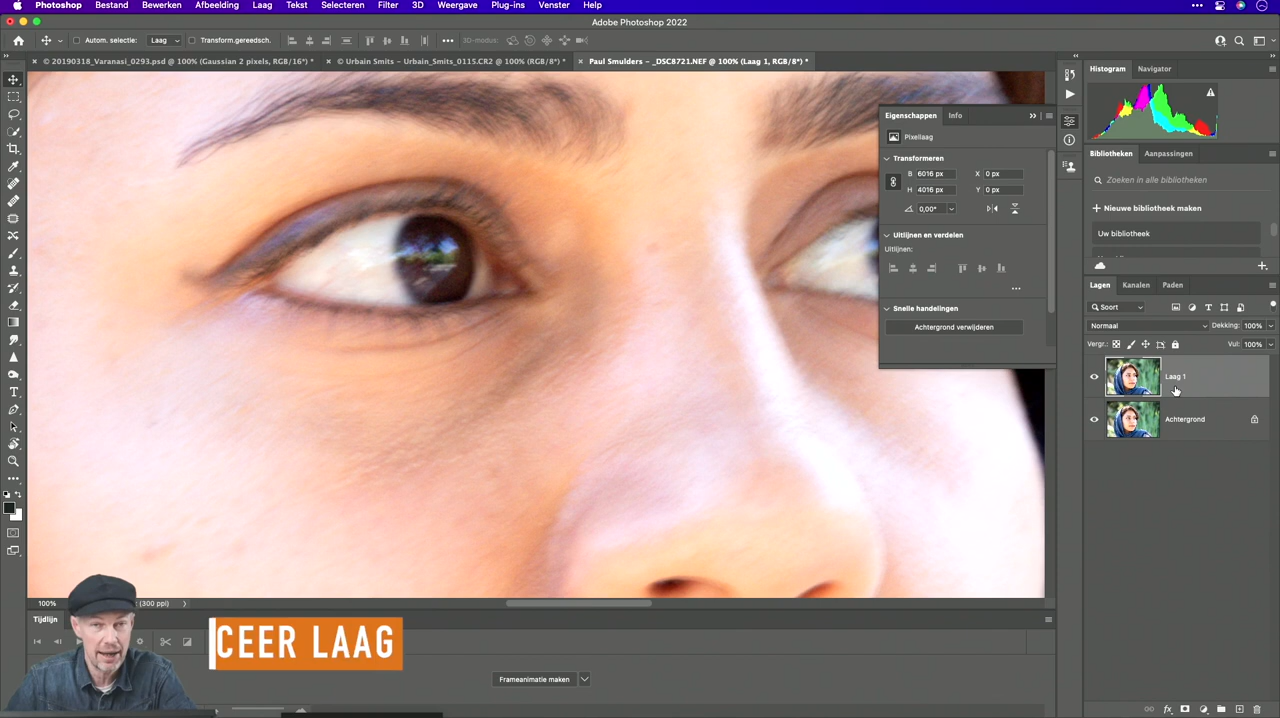 Photoshop Bestand Bewerken Afbeelding Laag Tekst Selecteren Filter 3D Weergave Plug-ins Venster Help
Adobe Photoshop 2022
Autom. selectie: Laag Transform.gereedsch. 3D-modus:
© 20190318_Varanasi_0293.psd @ 100% (Gaussian 2 pixels, RGB/16*) *
© Urbain Smits - Urbain_Smits_0115.CR2 @ 100% (RGB/8*) *
Paul Smulders - _DSC8721.NEF @ 100% (Laag 1, RGB/8*) *
Histogram Navigator
Eigenschappen Info
Pixellaag
Transformeren
B 6016 px X 0 px
H 4016 px Y 0 px
0,00°
Uitlijnen en verdelen
Uitlijnen:
Snelle handelingen
Achtergrond verwijderen
Bibliotheken Aanpassingen
Zoeken in alle bibliotheken
Nieuwe bibliotheek maken
Uw bibliotheek
Lagen Kanalen Paden
Soort
Normaal Dekking: 100%
Vergr.: Vul: 100%
Laag 1
Achtergrond
100% (300 ppi)
Tijdlijn
CEER LAAG
Frameanimatie maken